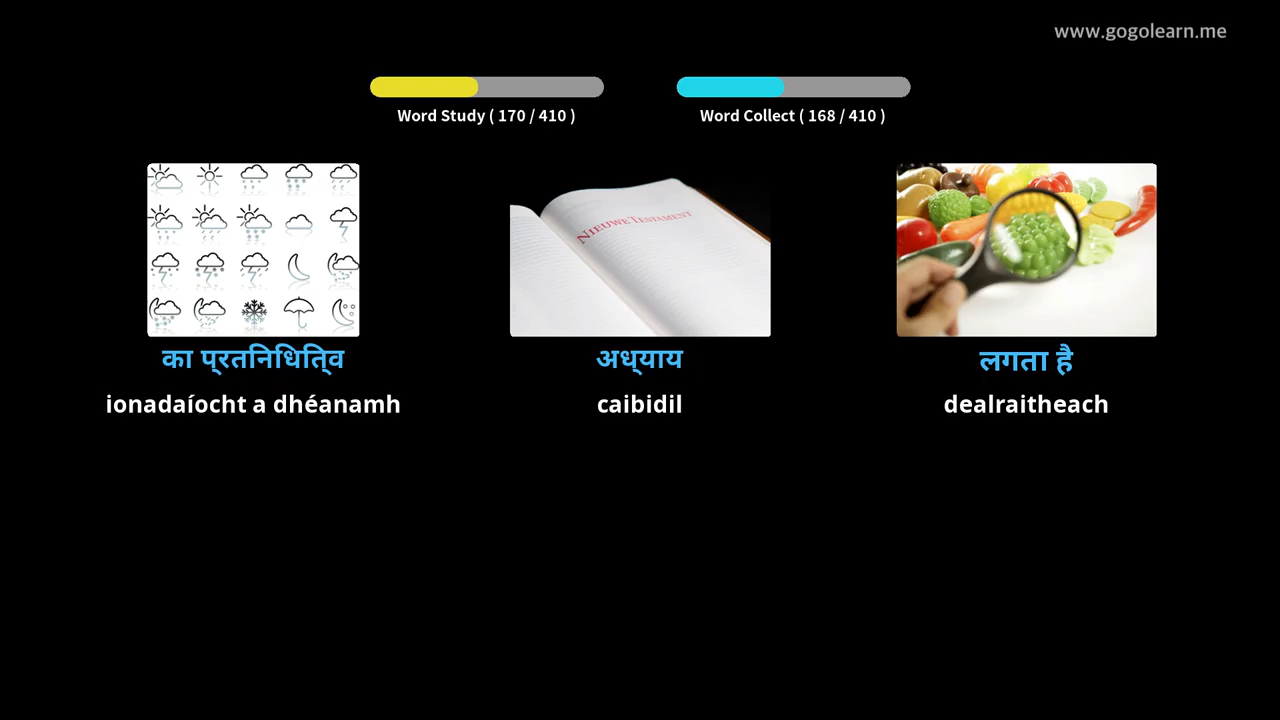 www.gogolearn.me
Word Study ( 170 / 410 )
Word Collect ( 168 / 410 )
NIEUWE TESTAMENT
का प्रतिनिधित्वि
अध्याय
लगता है
ionadaíocht a dhéanamh
caibidil
dealraitheach